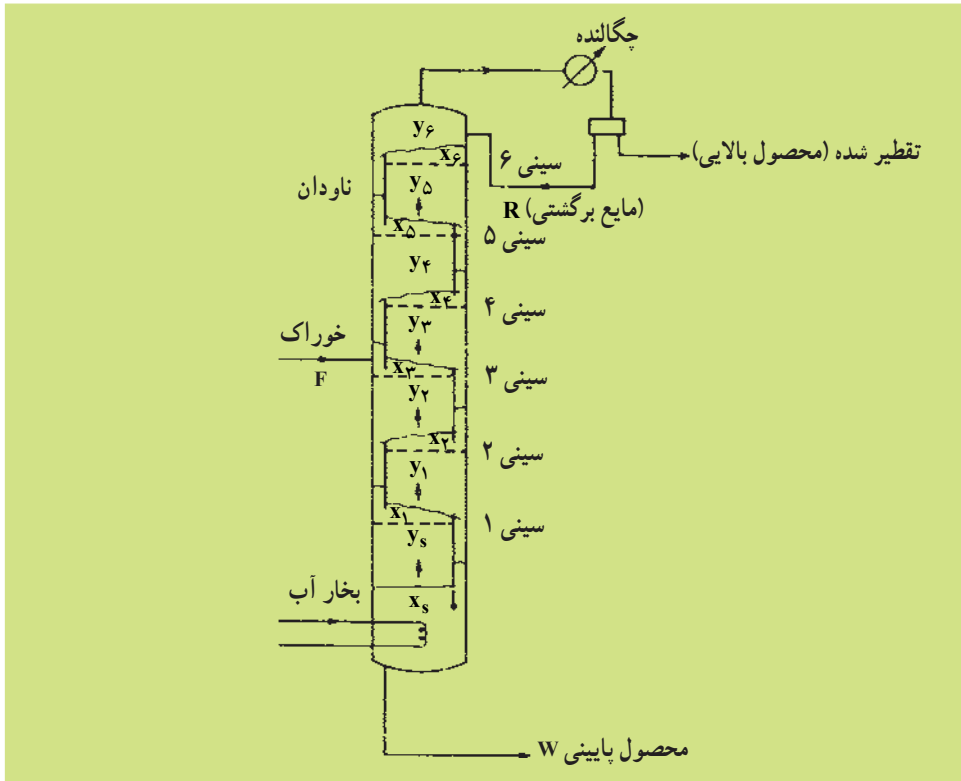 چگالنده
y۶
تقطیر شده (محصول بالایی)
x۶
سینی ۶
y۵
ناودان
R (مایع برگشتی)
x۵
سینی ۵
y۴
x۴
سینی ۴
y۳
خوراک
x۳
سینی ۳
F
y۲
x۲
سینی ۲
y۱
x۱
سینی ۱
ys
بخار آب
xs
محصول پایینی W